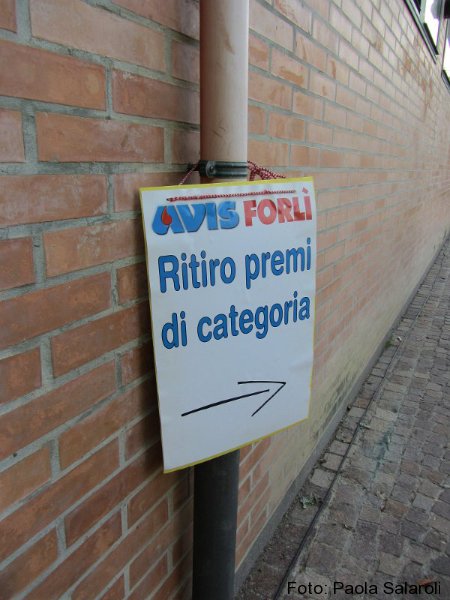 AVIS FORLÌ
Ritiro premi
di categoria
Foto: Paola Salaroli